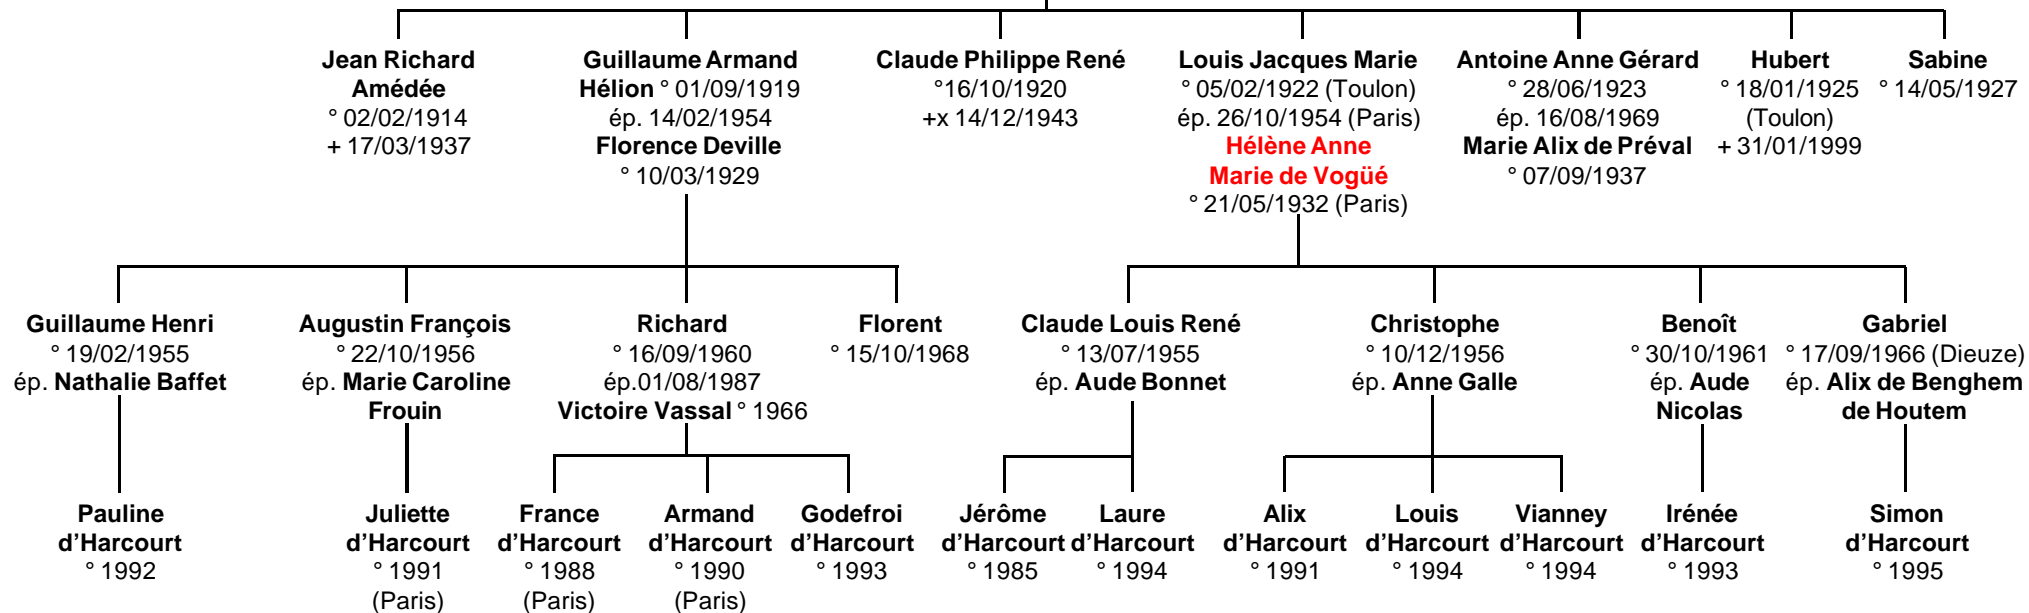 Jean Richard
Amédée
° 02/02/1914
+ 17/03/1937
Guillaume Armand
Hélion ° 01/09/1919
ép. 14/02/1954
Florence Deville
° 10/03/1929
Claude Philippe René
°16/10/1920
+x 14/12/1943
Louis Jacques Marie
° 05/02/1922 (Toulon)
ép. 26/10/1954 (Paris)
Hélène Anne
Marie de Vogüé
° 21/05/1932 (Paris)
Antoine Anne Gérard
° 28/06/1923
ép. 16/08/1969
Marie Alix de Préval
° 07/09/1937
Hubert
° 18/01/1925
(Toulon)
+ 31/01/1999
Sabine
° 14/05/1927
Guillaume Henri
° 19/02/1955
ép. Nathalie Baffet
Augustin François
° 22/10/1956
ép. Marie Caroline
Frouin
Richard
° 16/09/1960
ép.01/08/1987
Victoire Vassal ° 1966
Florent
° 15/10/1968
Claude Louis René
° 13/07/1955
ép. Aude Bonnet
Christophe
° 10/12/1956
ép. Anne Galle
Benoît
° 30/10/1961
ép. Aude
Nicolas
Gabriel
° 17/09/1966 (Dieuze)
ép. Alix de Benghem
de Houtem
Pauline
d'Harcourt
° 1992
Juliette
d'Harcourt
° 1991
(Paris)
France
d'Harcourt
° 1988
(Paris)
Armand
d'Harcourt
° 1990
(Paris)
Godefroi
d'Harcourt
° 1993
Jérôme
d'Harcourt
° 1985
Laure
d'Harcourt
° 1994
Alix
d'Harcourt
° 1991
Louis
d'Harcourt
° 1994
Vianney
d'Harcourt
° 1994
Irénée
d'Harcourt
° 1993
Simon
d'Harcourt
° 1995